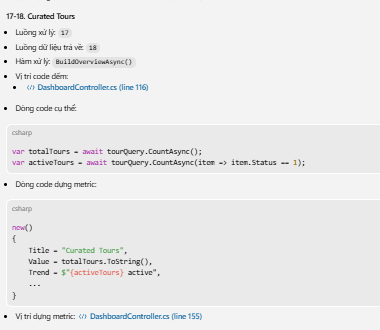 17-18. Curated Tours
Luồng xử lý: 17
Luồng dữ liệu trả về: 18
Hàm xử lý: BuildOverviewAsync()
Vị trí code đếm:
DashboardController.cs (line 116)
Dòng code cụ thể:
csharp
var totalTours = await tourQuery.CountAsync();
var activeTours = await tourQuery.CountAsync(item => item.Status == 1);
Dòng code dựng metric:
csharp
new()
{
Title = "Curated Tours",
Value = totalTours.ToString(),
Trend = $"{activeTours} active",
...
}
Vị trí dựng metric: DashboardController.cs (line 155)